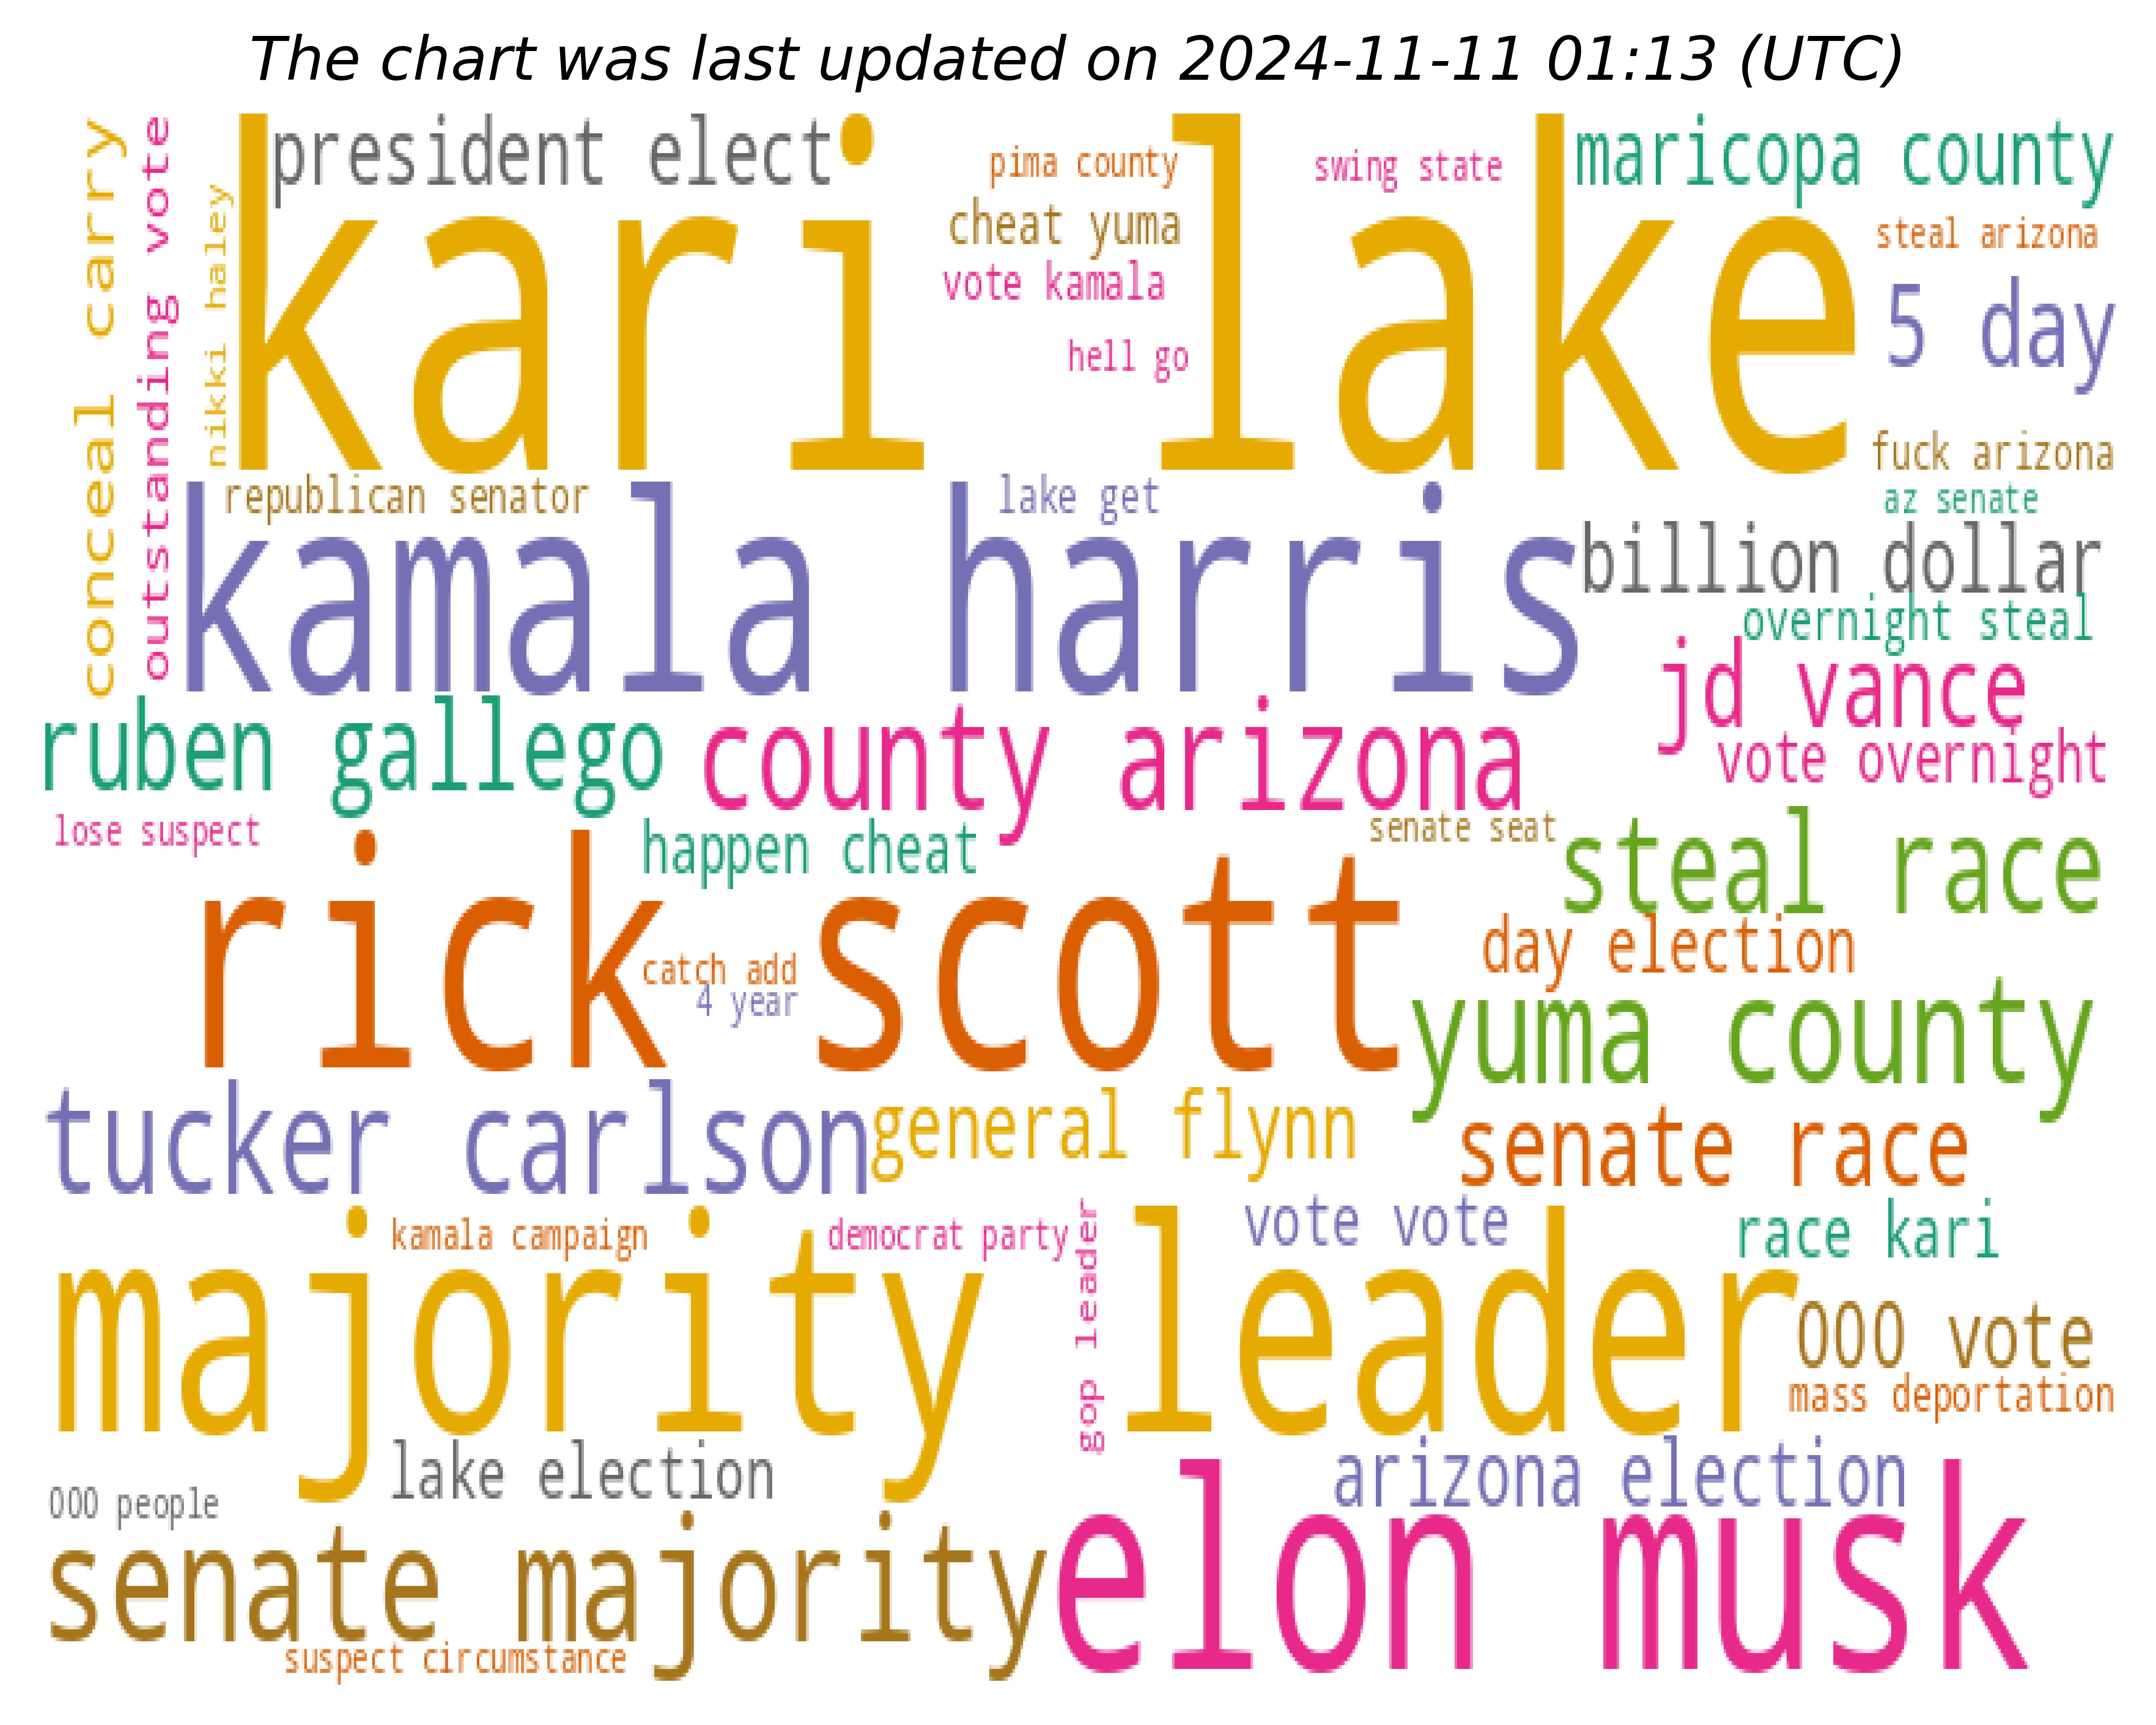 The chart was last updated on 2024-11-11 01:13 (UTC)
conceal carry
outstanding vote
nikki haley
president elect
kari lake
pima county
swing state
maricopa county
cheat yuma
steal arizona
vote kamala
5 day
hell go
fuck arizona
republican senator
lake get
az senate
kamala harris
billion dollar
overnight steal
jd vance
ruben gallego
county arizona
vote overnight
lose suspect
happen cheat
senate seat
steal race
rick scott
day election
catch add
4 year
yuma county
tucker carlson
general flynn
senate race
kamala campaign
democrat party
gop leader
vote vote
race kari
majority leader
000 vote
mass deportation
lake election
arizona election
000 people
senate majority
elon musk
suspect circumstance